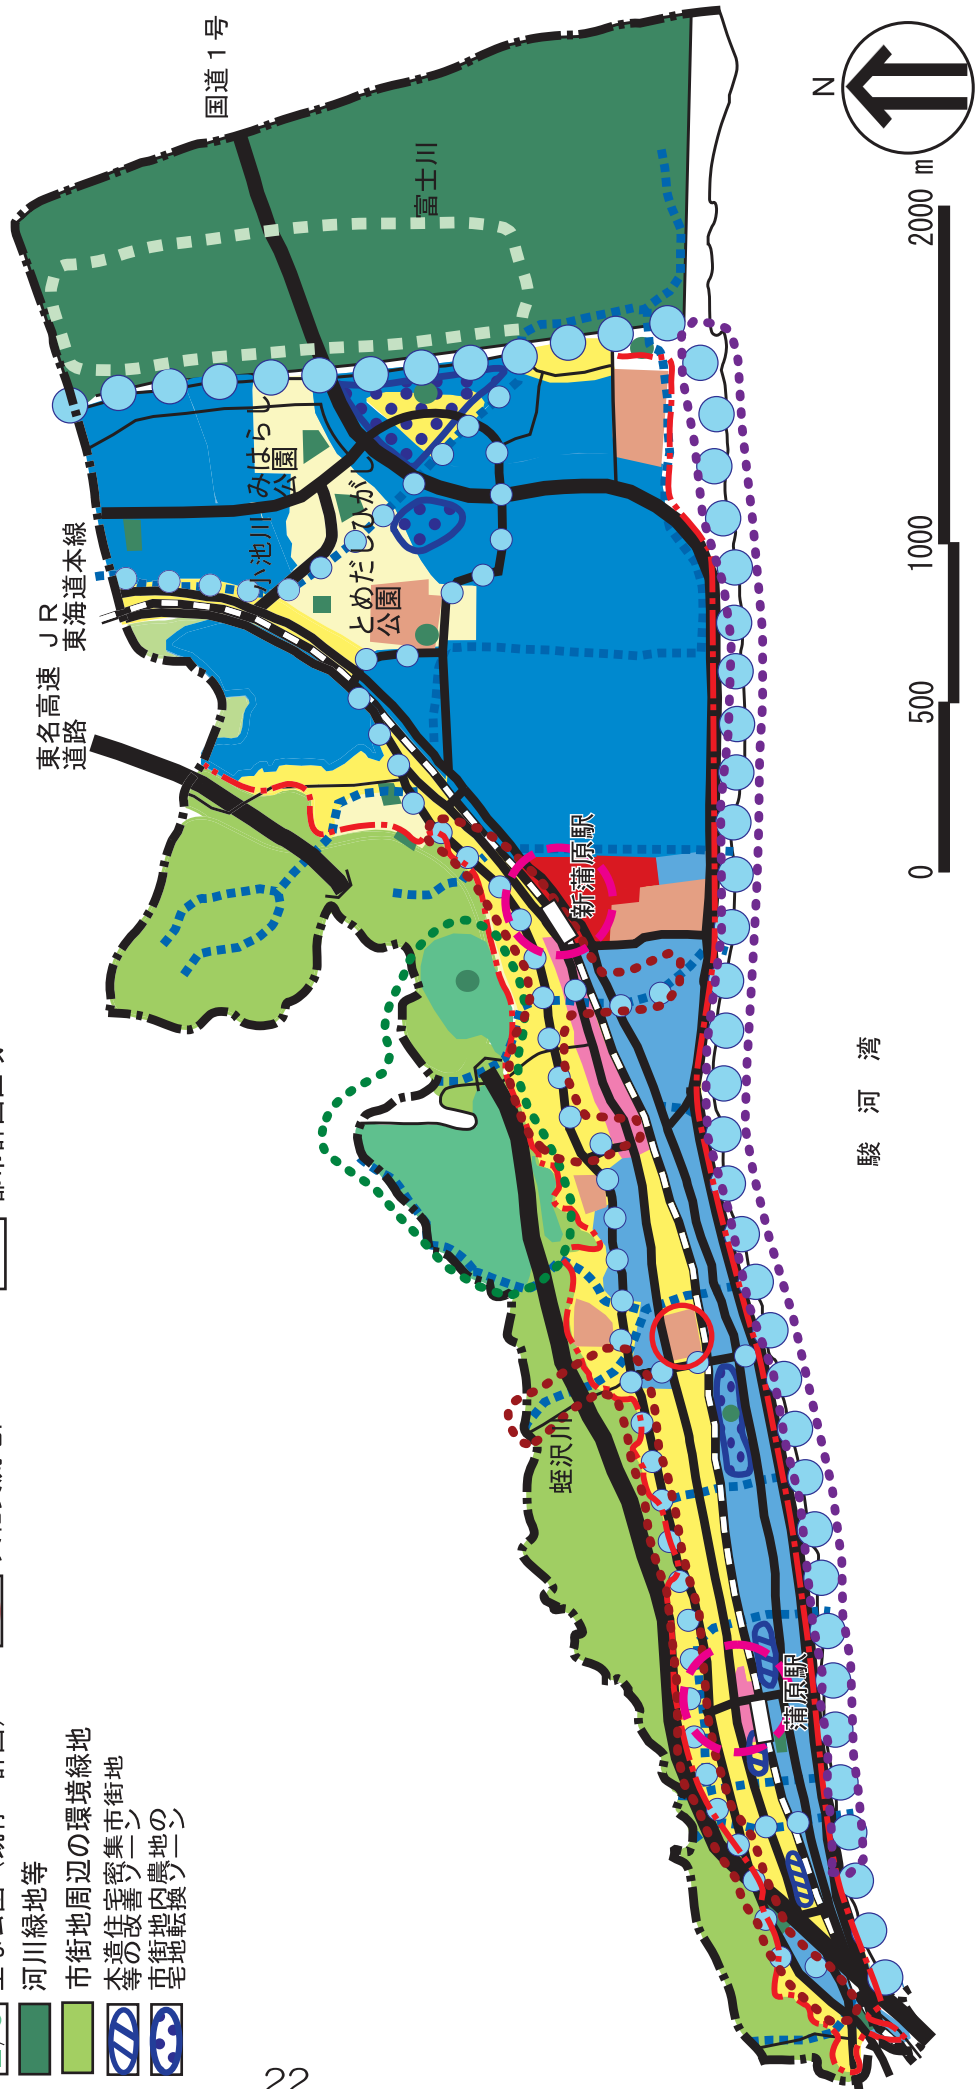 国道１号
富士川
みはらし
公園
小池川
とめだしひがし
公園
ＪＲ
東海道本線
東名高速
道路
新蒲原駅
蛭沢川
蒲原駅
駿河湾
N
0
500
1000
2000 m
河川緑地等
市街地周辺の環境緑地
木造住宅密集市街地
等の改善ゾーン
市街地内農地の
宅地転換ゾーン
22